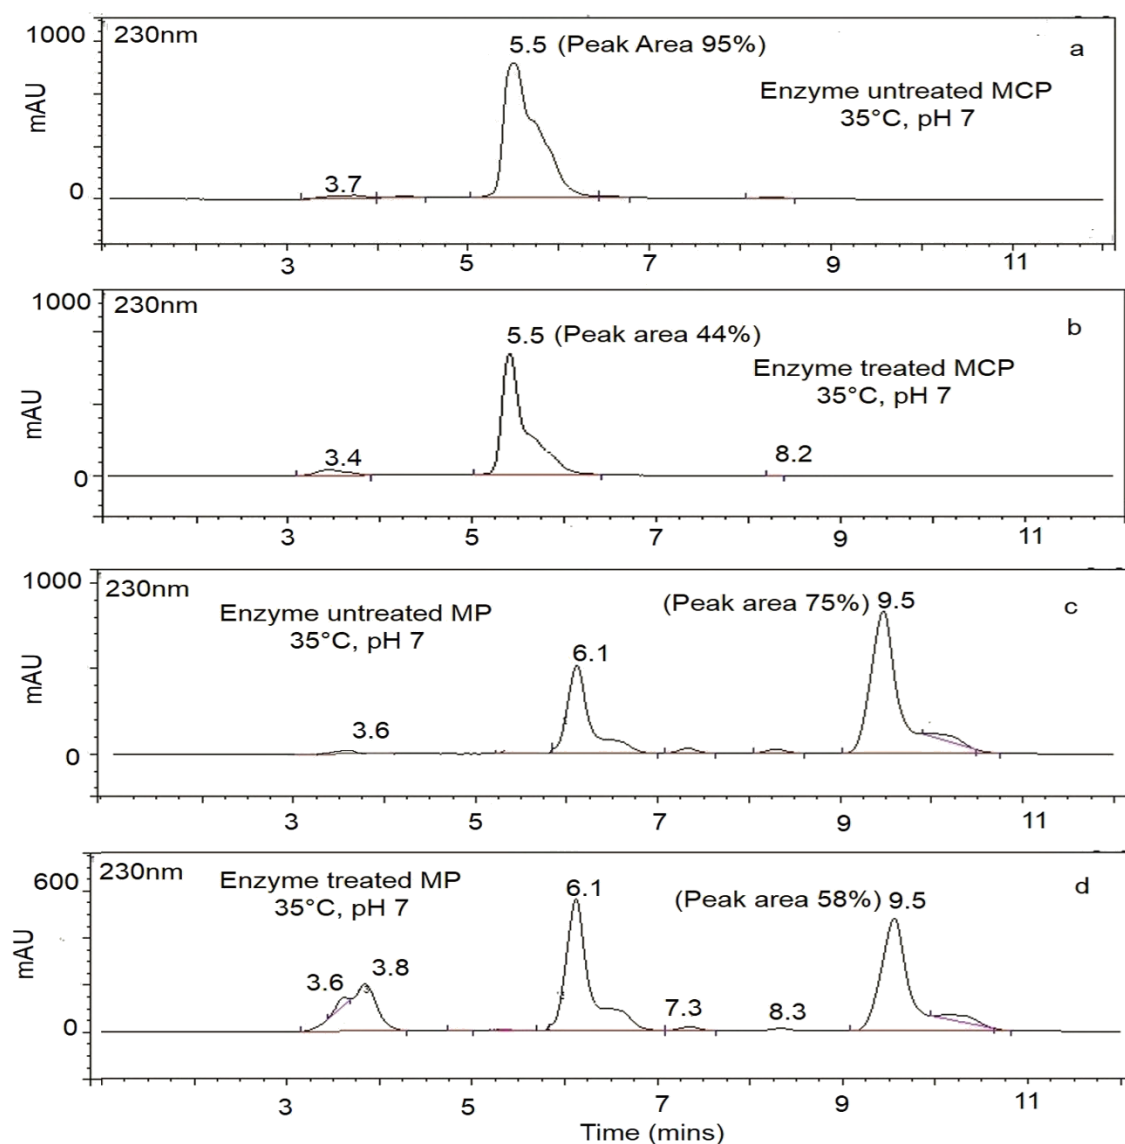 1000
230nm
5.5 (Peak Area 95%)
a
Enzyme untreated MCP
35°C, pH 7
mAU
3.7
0
3 5 7 9 11
1000
230nm
5.5 (Peak area 44%)
b
Enzyme treated MCP
35°C, pH 7
mAU
3.4
8.2
0
3 5 7 9 11
1000
230nm
Enzyme untreated MP
35°C, pH 7
(Peak area 75%) 9.5
c
6.1
mAU
3.6
0
3 5 7 9 11
600
230nm
Enzyme treated MP
35°C, pH 7
6.1
(Peak area 58%) 9.5
d
mAU
3.6 3.8
7.3
8.3
0
3 5 7 9 11
Time (mins)